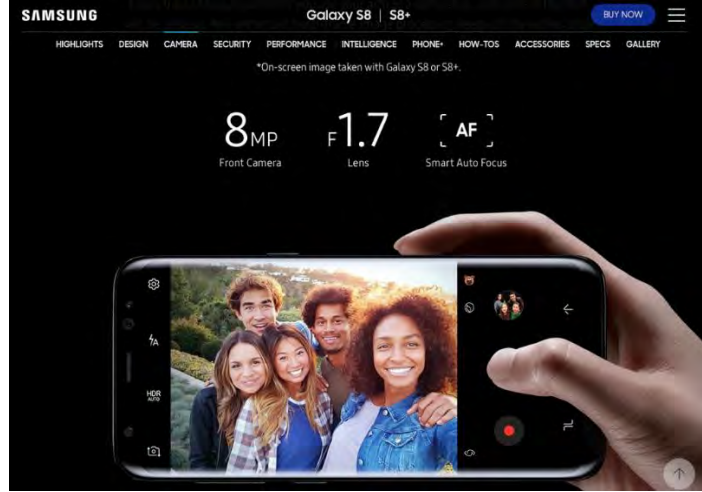 SAMSUNG
Galaxy S8 | S8+
BUY NOW
HIGHLIGHTS DESIGN CAMERA SECURITY PERFORMANCE INTELLIGENCE PHONE+ HOW-TOS ACCESSORIES SPECS GALLERY
*On-screen image taken with Galaxy S8 or S8+.
8MP F1.7 AF
Front Camera Lens Smart Auto Focus
A
HDR
AUTO